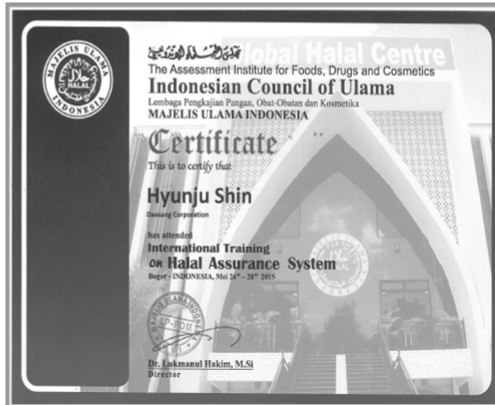 MAJELIS ULAMA
HALAL
INDONESIA
Global Halal Centre
The Assessment Institute for Foods, Drugs and Cosmetics
Indonesian Council of Ulama
Lembaga Pengkajian Pangan, Obat-Obatan dan Kosmetika
MAJELIS ULAMA INDONESIA
Certificate
This is to certify that
Hyunju Shin
Daesang Corporation
has attended
International Training
on Halal Assurance System
Bogor - INDONESIA, Mei 26th - 28th 2015
Dr. Lukmanul Hakim, M.Si
Director